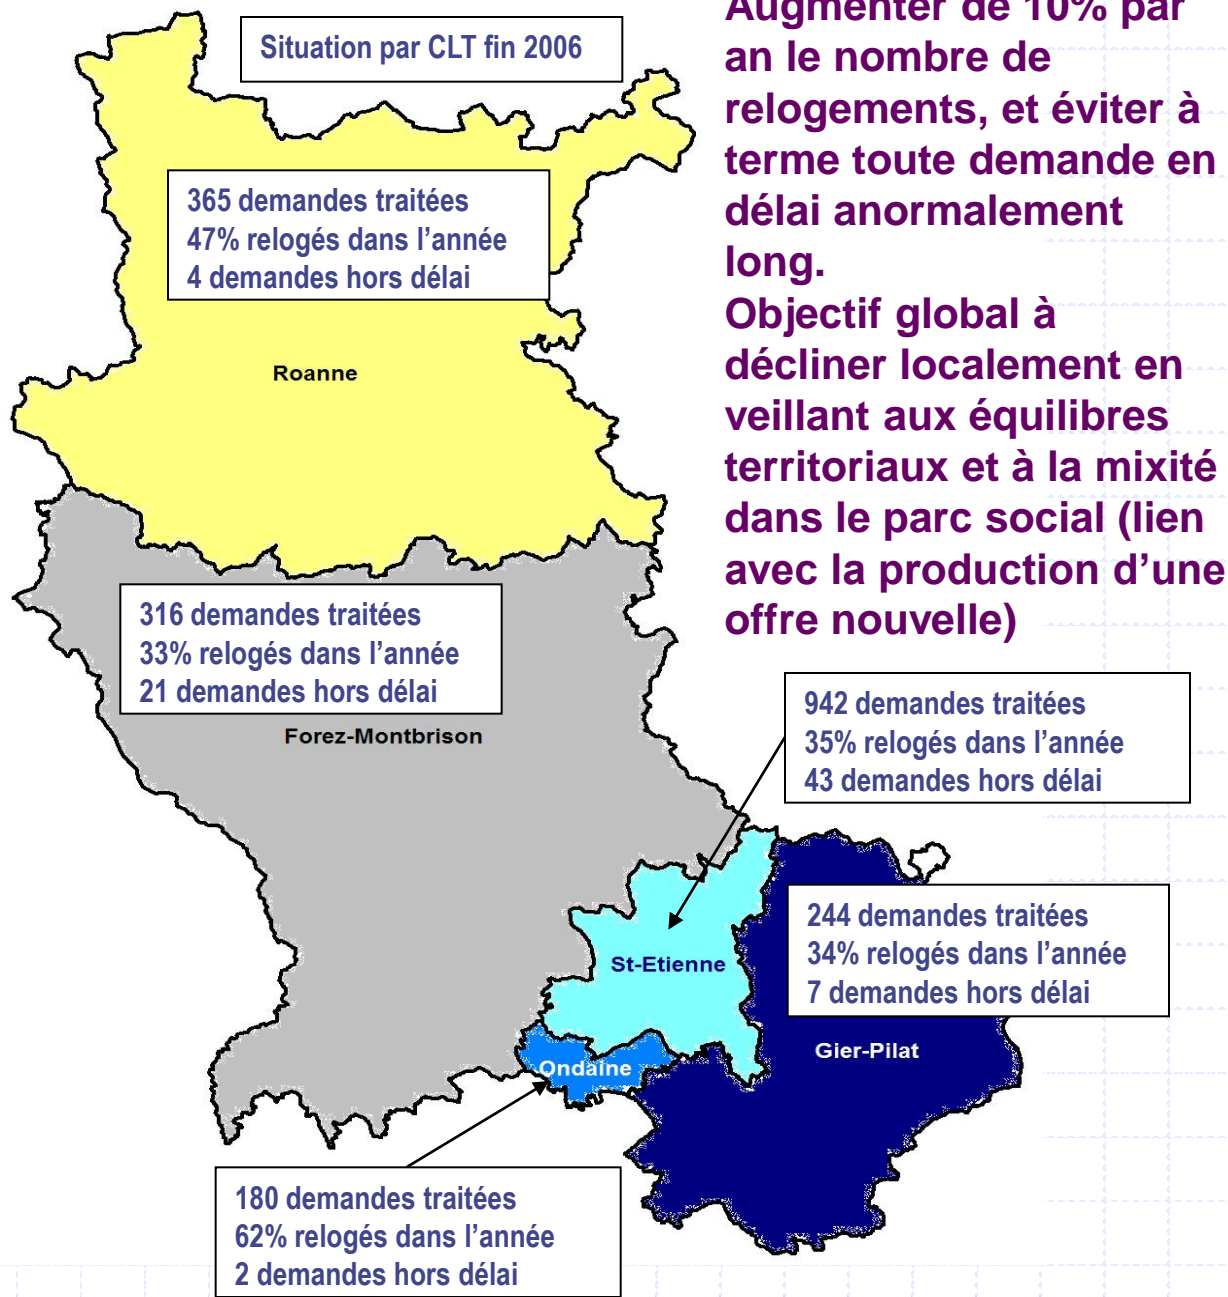 Augmenter de 10% par
an le nombre de
relogements, et éviter à
terme toute demande en
délai anormalement
long.
Objectif global à
décliner localement en
veillant aux équilibres
territoriaux et à la mixité
dans le parc social (lien
avec la production d’une
offre nouvelle)
Situation par CLT fin 2006
365 demandes traitées
47% relogés dans l’année
4 demandes hors délai
Roanne
316 demandes traitées
33% relogés dans l’année
21 demandes hors délai
Forez-Montbrison
942 demandes traitées
35% relogés dans l’année
43 demandes hors délai
St-Etienne
244 demandes traitées
34% relogés dans l’année
7 demandes hors délai
Gier-Pilat
Ondaine
180 demandes traitées
62% relogés dans l’année
2 demandes hors délai